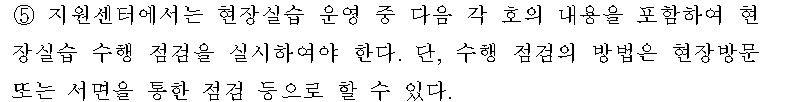 ⑤ 지원센터에서는 현장실습 운영 중 다음 각 호의 내용을 포함하여 현
장실습 수행 점검을 실시하여야 한다. 단, 수행 점검의 방법은 현장방문
또는 서면을 통한 점검 등으로 할 수 있다.